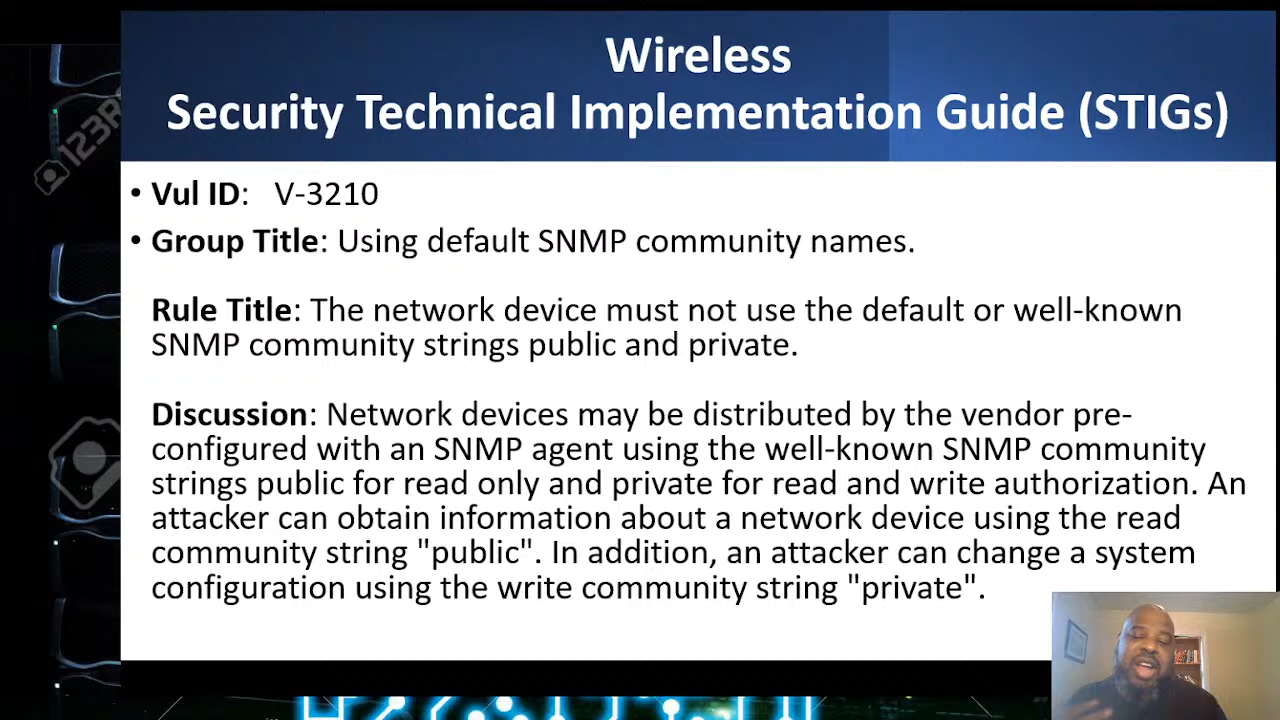 Wireless
Security Technical Implementation Guide (STIGs)
• Vul ID: V-3210
• Group Title: Using default SNMP community names.
Rule Title: The network device must not use the default or well-known
SNMP community strings public and private.
Discussion: Network devices may be distributed by the vendor pre-
configured with an SNMP agent using the well-known SNMP community
strings public for read only and private for read and write authorization. An
attacker can obtain information about a network device using the read
community string "public". In addition, an attacker can change a system
configuration using the write community string "private".
123R